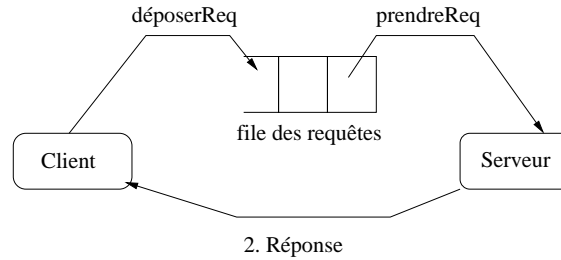 déposerReq
prendreReq
file des requêtes
Client
Serveur
2. Réponse